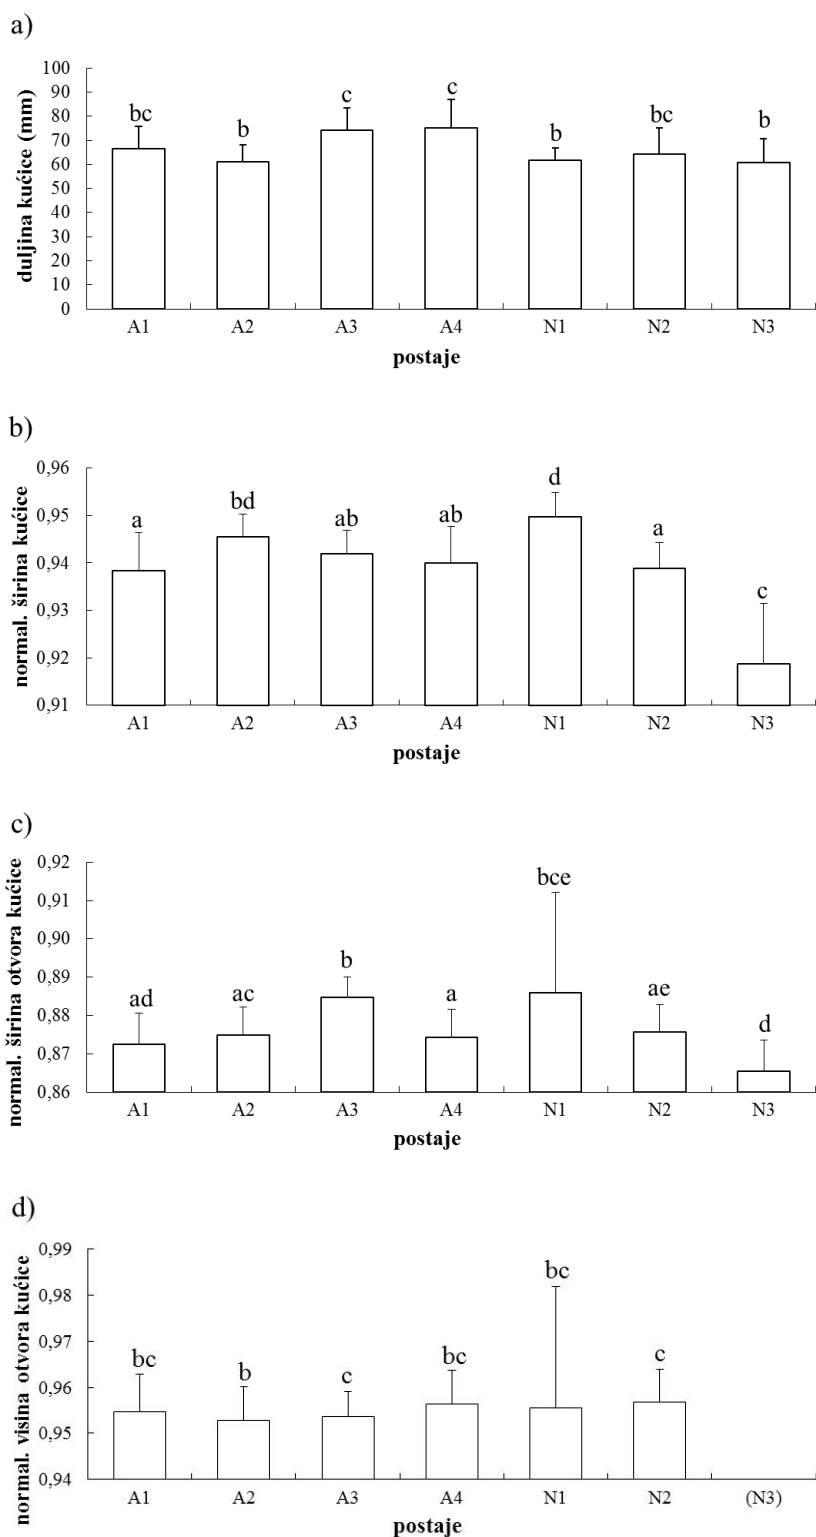 a)
duljina kućice (mm)
100
90
80
70
60
50
40
30
20
10
0
bc
b
c
c
b
bc
b
A1 A2 A3 A4 N1 N2 N3
postaje
b)
normal. širina kućice
0,96
0,95
0,94
0,93
0,92
0,91
a
bd
ab
ab
d
a
c
A1 A2 A3 A4 N1 N2 N3
postaje
c)
normal. širina otvora kućice
0,92
0,91
0,90
0,89
0,88
0,87
0,86
ad
ac
b
a
bce
ae
d
A1 A2 A3 A4 N1 N2 N3
postaje
d)
normal. visina otvora kućice
0,99
0,98
0,97
0,96
0,95
0,94
bc
b
c
bc
bc
c
A1 A2 A3 A4 N1 N2 (N3)
postaje